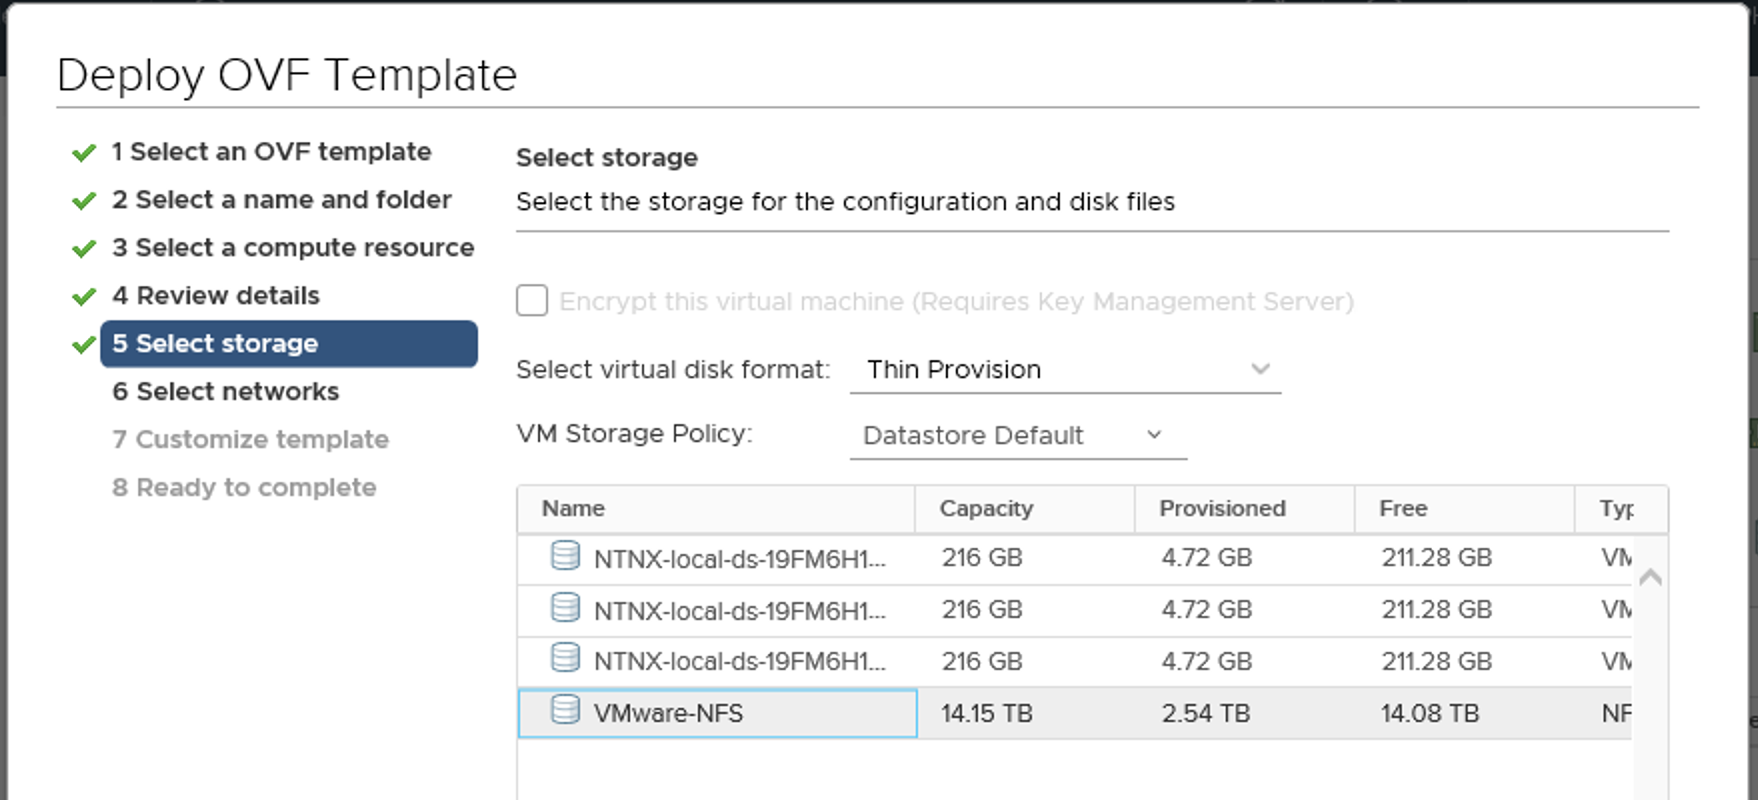 Deploy OVF Template
1 Select an OVF template
2 Select a name and folder
3 Select a compute resource
4 Review details
5 Select storage
6 Select networks
7 Customize template
8 Ready to complete
Select storage
Select the storage for the configuration and disk files
Encrypt this virtual machine (Requires Key Management Server)
Select virtual disk format: Thin Provision
VM Storage Policy: Datastore Default
Name Capacity Provisioned Free Typ
NTNX-local-ds-19FM6H1... 216 GB 4.72 GB 211.28 GB VM
NTNX-local-ds-19FM6H1... 216 GB 4.72 GB 211.28 GB VM
NTNX-local-ds-19FM6H1... 216 GB 4.72 GB 211.28 GB VM
VMware-NFS 14.15 TB 2.54 TB 14.08 TB NF